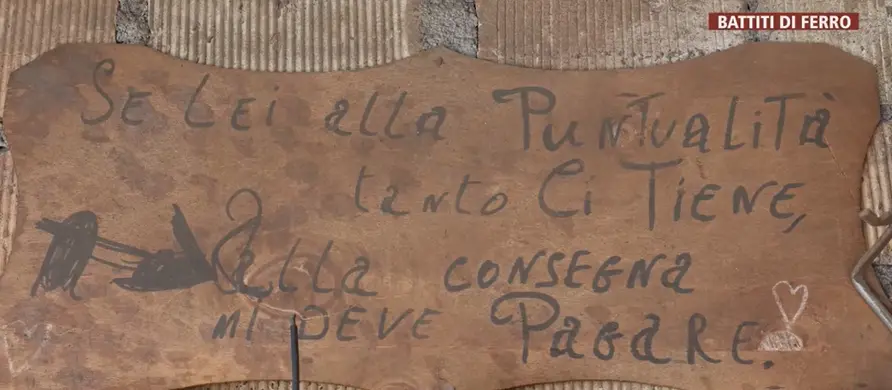 BATTITI DI FERRO
SE LEI alla PUNTUALITà
tanto Ci TIENE,
alla CONSEGNA
MI DEVE PAGARE.